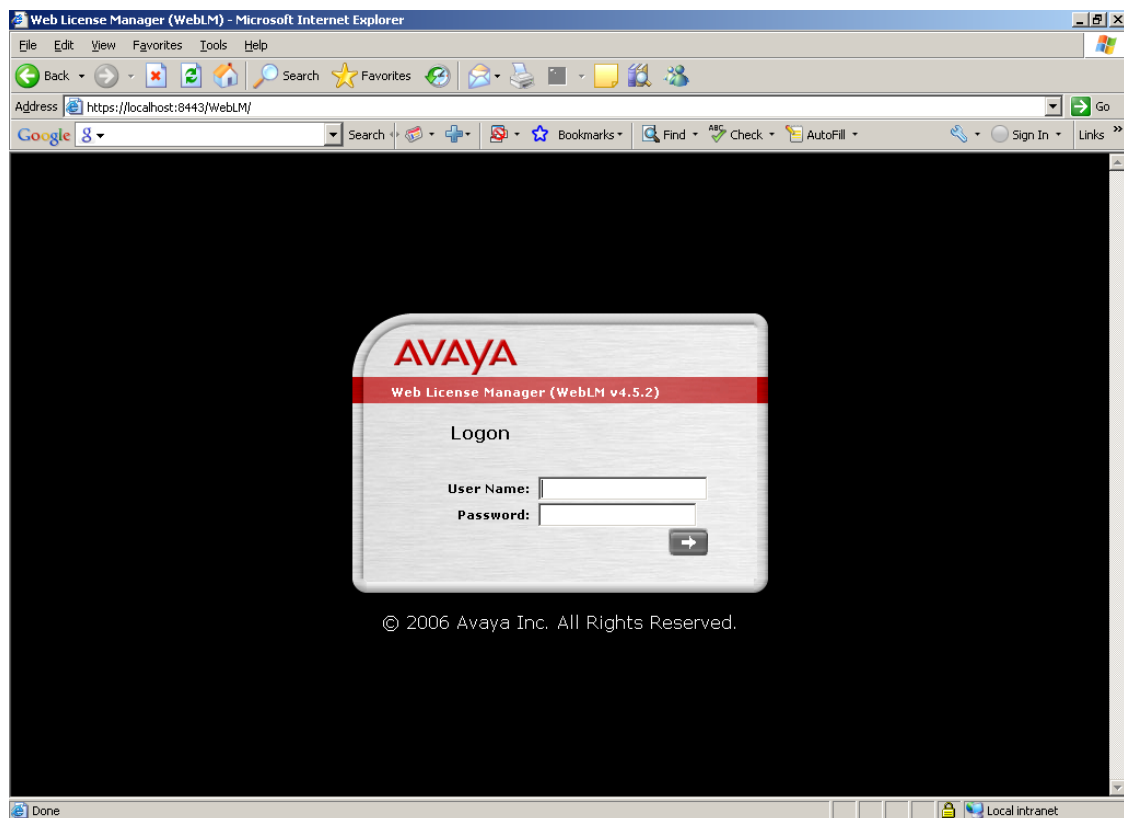 Web License Manager (WebLM) - Microsoft Internet Explorer
File Edit View Favorites Tools Help
Back Search Favorites
Address https://localhost:8443/WebLM/ Go
Google g Search Bookmarks Find ABC Check AutoFill Sign In Links »
AVAYA
Web License Manager (WebLM v4.5.2)
Logon
User Name:
Password:
© 2006 Avaya Inc. All Rights Reserved.
Done Local intranet